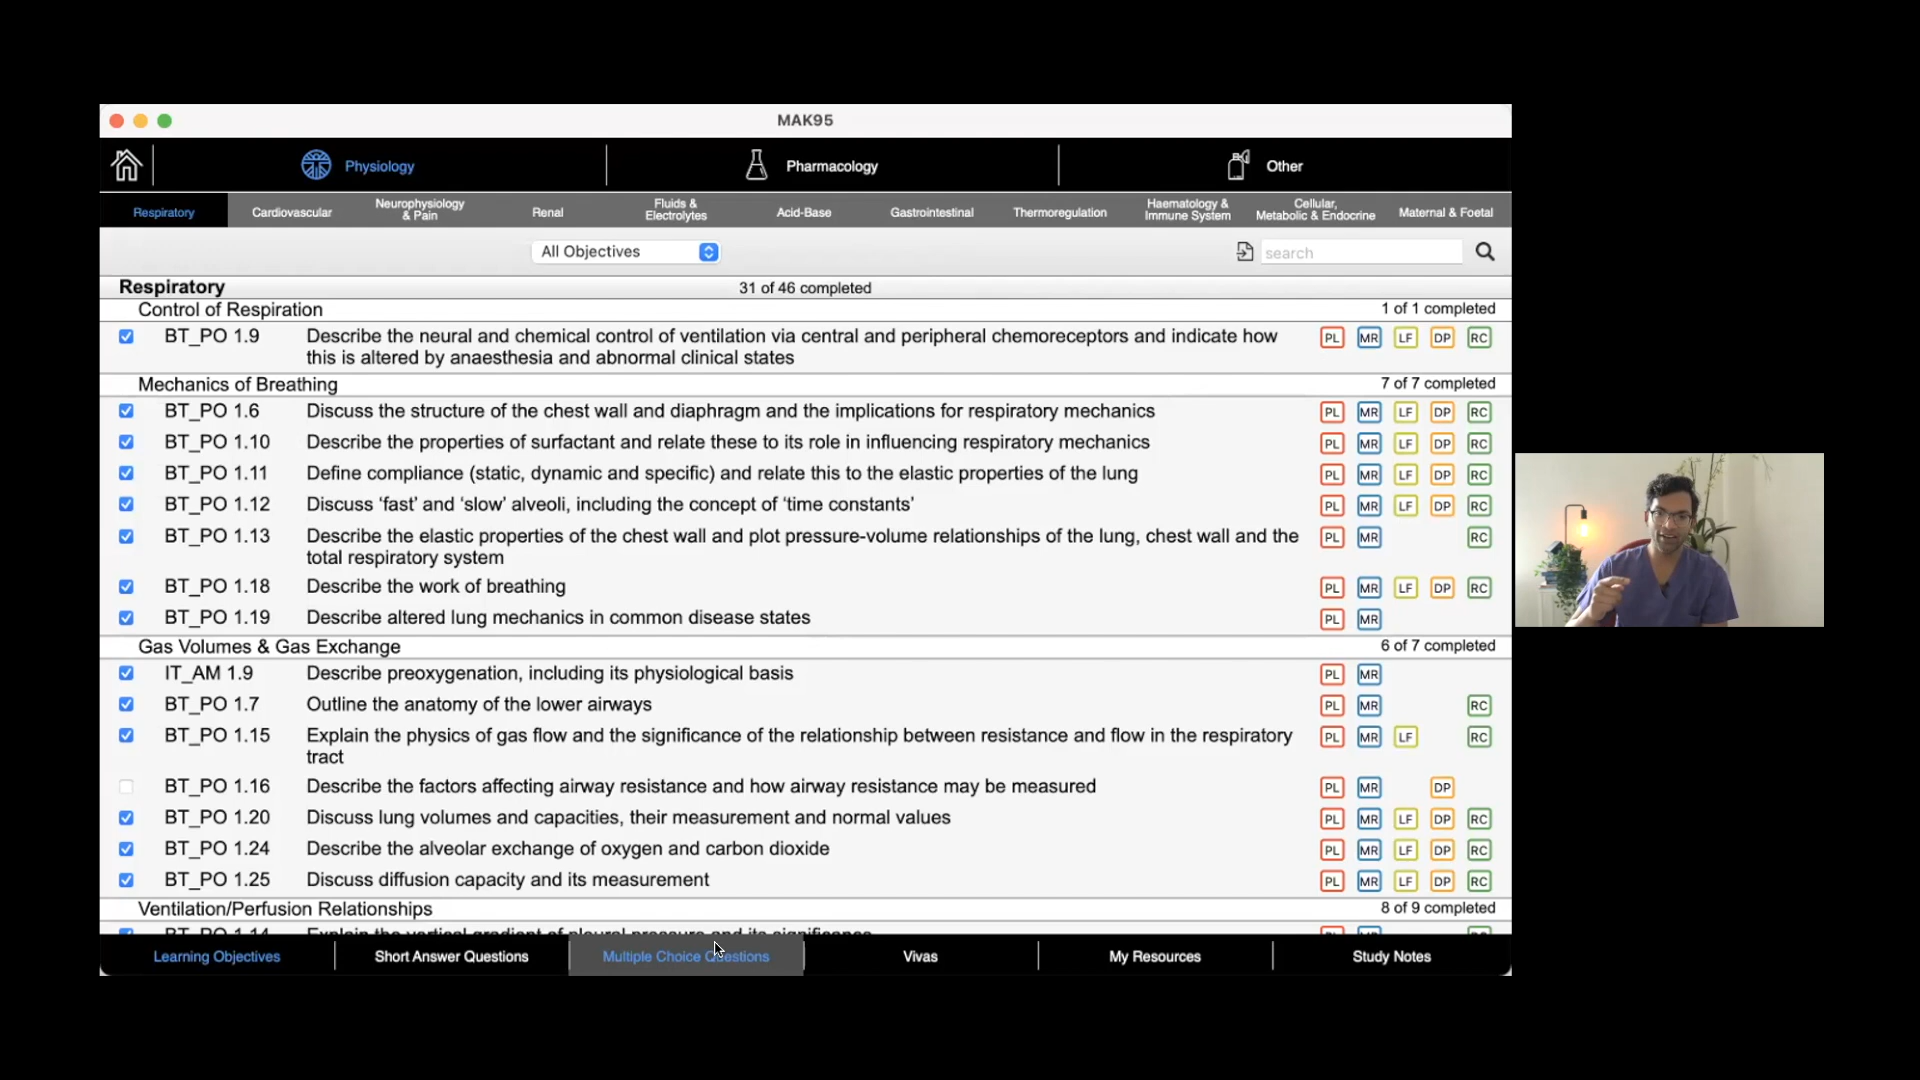 MAK95
Physiology
Pharmacology
Other
Respiratory
Cardiovascular
Neurophysiology
& Pain
Renal
Fluids &
Electrolytes
Acid-Base
Gastrointestinal
Thermoregulation
Haematology &
Immune System
Cellular,
Metabolic & Endocrine
Maternal & Foetal
All Objectives
search
Respiratory 31 of 46 completed
Control of Respiration 1 of 1 completed
BT_PO 1.9 Describe the neural and chemical control of ventilation via central and peripheral chemoreceptors and indicate how PL MR LF DP RC
this is altered by anaesthesia and abnormal clinical states
Mechanics of Breathing 7 of 7 completed
BT_PO 1.6 Discuss the structure of the chest wall and diaphragm and the implications for respiratory mechanics PL MR LF DP RC
BT_PO 1.10 Describe the properties of surfactant and relate these to its role in influencing respiratory mechanics PL MR LF DP RC
BT_PO 1.11 Define compliance (static, dynamic and specific) and relate this to the elastic properties of the lung PL MR LF DP RC
BT_PO 1.12 Discuss ‘fast’ and ‘slow’ alveoli, including the concept of ‘time constants’ PL MR LF DP RC
BT_PO 1.13 Describe the elastic properties of the chest wall and plot pressure-volume relationships of the lung, chest wall and the PL MR RC
total respiratory system
BT_PO 1.18 Describe the work of breathing PL MR LF DP RC
BT_PO 1.19 Describe altered lung mechanics in common disease states PL MR
Gas Volumes & Gas Exchange 6 of 7 completed
IT_AM 1.9 Describe preoxygenation, including its physiological basis PL MR
BT_PO 1.7 Outline the anatomy of the lower airways PL MR RC
BT_PO 1.15 Explain the physics of gas flow and the significance of the relationship between resistance and flow in the respiratory PL MR LF RC
tract
BT_PO 1.16 Describe the factors affecting airway resistance and how airway resistance may be measured PL MR DP
BT_PO 1.20 Discuss lung volumes and capacities, their measurement and normal values PL MR LF DP RC
BT_PO 1.24 Describe the alveolar exchange of oxygen and carbon dioxide PL MR LF DP RC
BT_PO 1.25 Discuss diffusion capacity and its measurement PL MR LF DP RC
Ventilation/Perfusion Relationships 8 of 9 completed
BT_PO 1.14 Explain the vertical gradient of pleural pressure and its significance
Learning Objectives
Short Answer Questions
Multiple Choice Questions
Vivas
My Resources
Study Notes